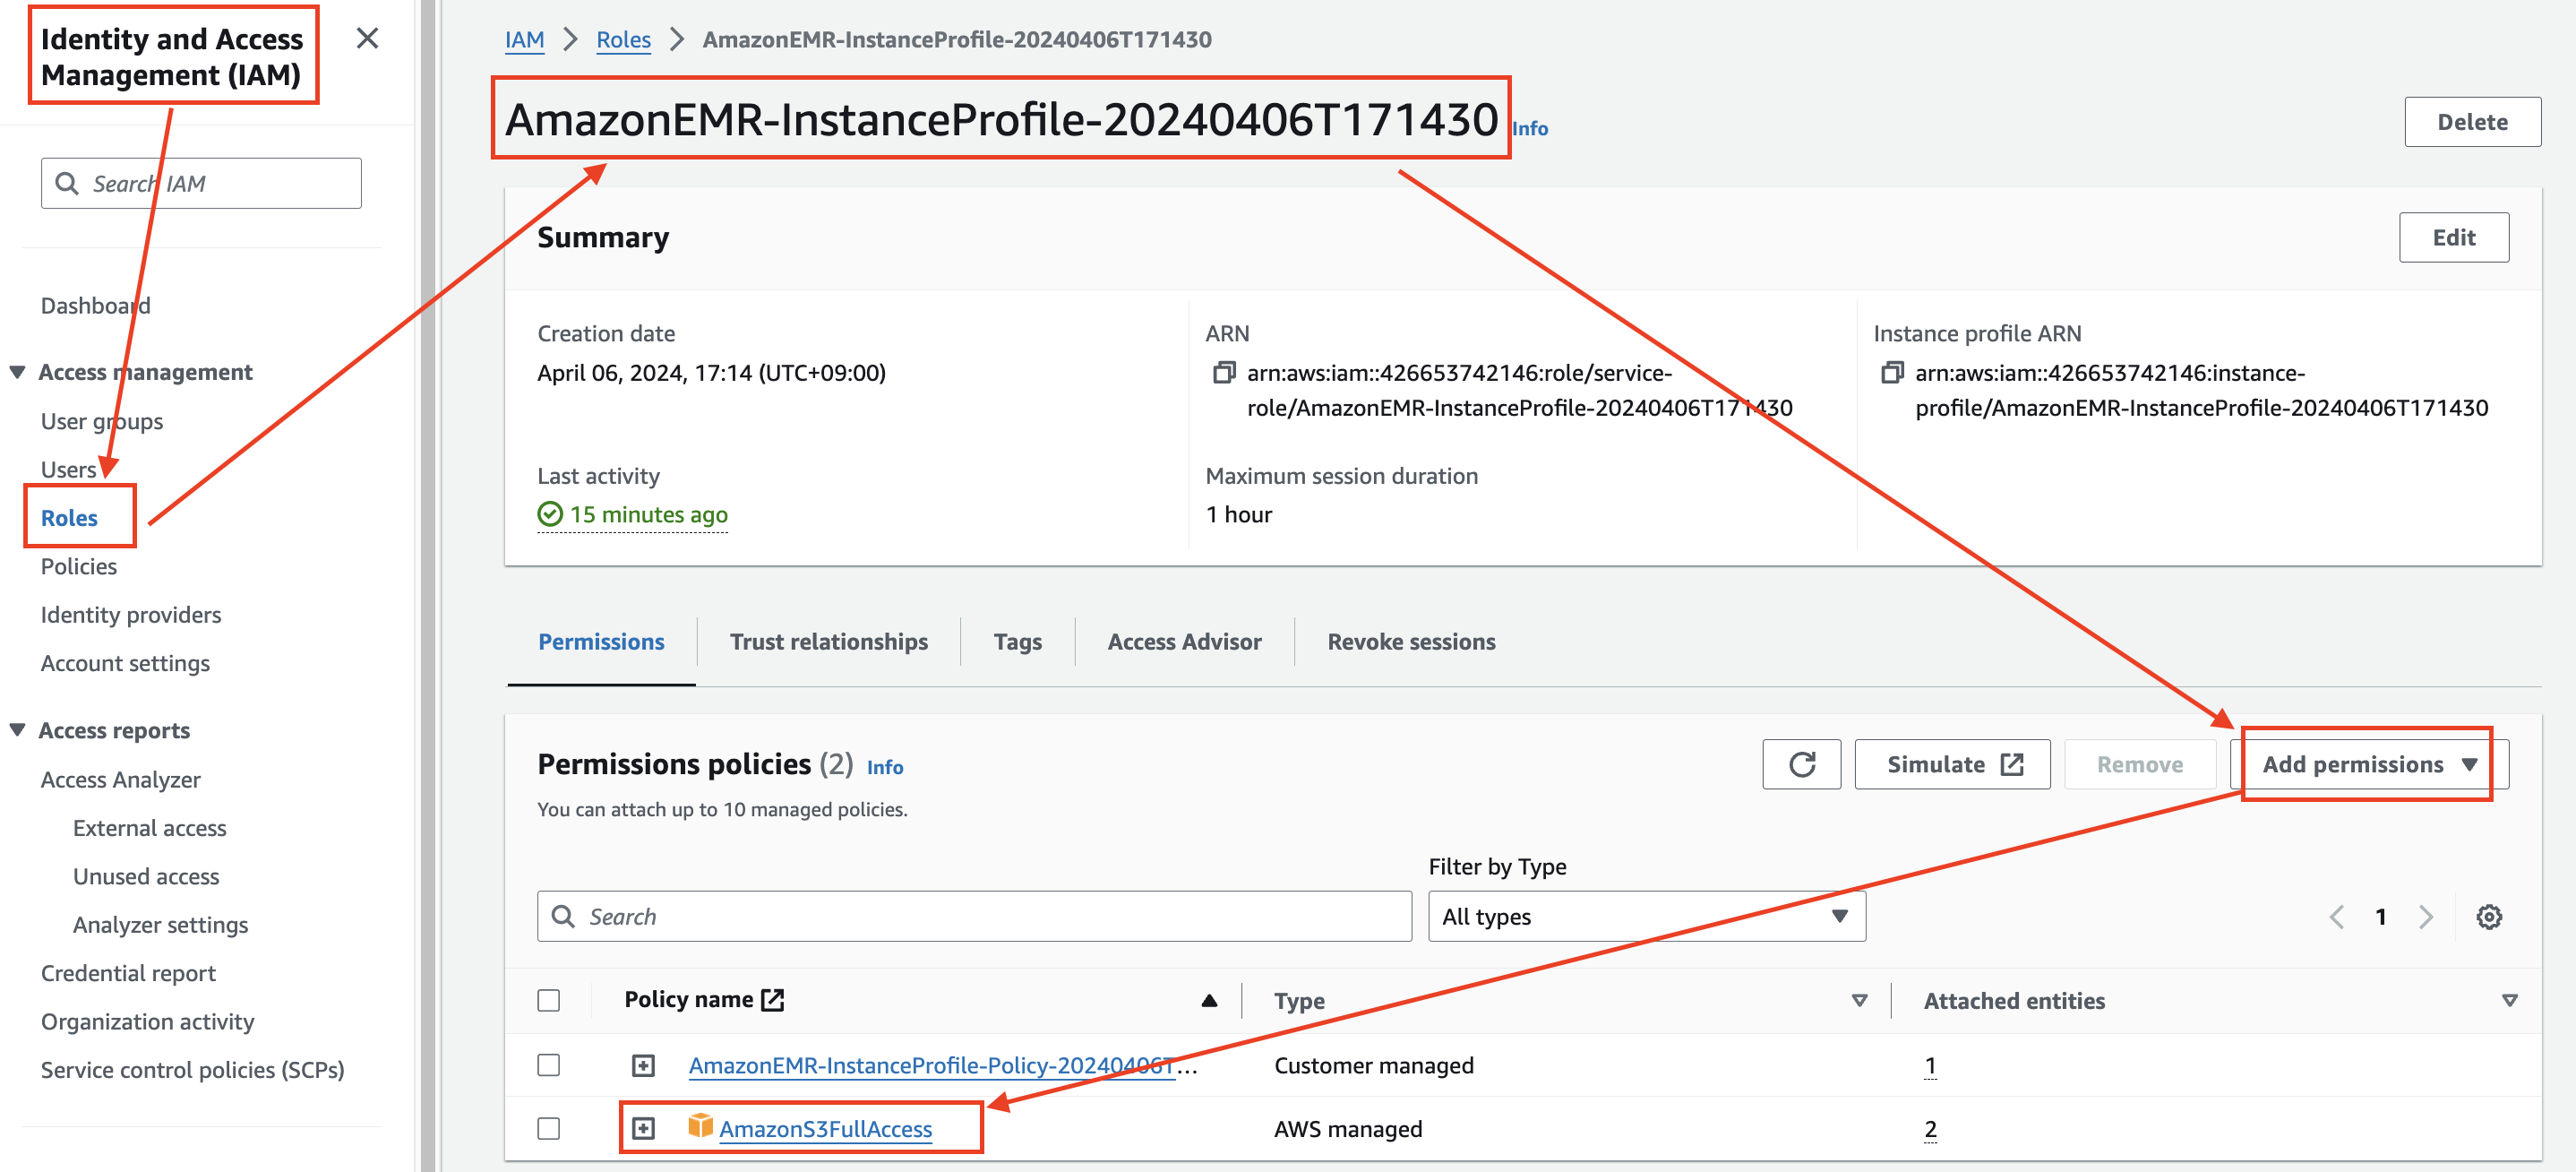 Identity and Access
Management (IAM)
Search IAM
Dashboard
Access management
User groups
Users
Roles
Policies
Identity providers
Account settings
Access reports
Access Analyzer
External access
Unused access
Analyzer settings
Credential report
Organization activity
Service control policies (SCPs)
IAM > Roles > AmazonEMR-InstanceProfile-20240406T171430
AmazonEMR-InstanceProfile-20240406T171430 Info
Delete
Summary
Edit
Creation date
April 06, 2024, 17:14 (UTC+09:00)
ARN
arn:aws:iam::426653742146:role/service-
role/AmazonEMR-InstanceProfile-20240406T171430
Instance profile ARN
arn:aws:iam::426653742146:instance-
profile/AmazonEMR-InstanceProfile-20240406T171430
Last activity
15 minutes ago
Maximum session duration
1 hour
Permissions
Trust relationships
Tags
Access Advisor
Revoke sessions
Permissions policies (2) Info
You can attach up to 10 managed policies.
Simulate
Remove
Add permissions
Filter by Type
Search
All types
1
Policy name
Type
Attached entities
AmazonEMR-InstanceProfile-Policy-20240406T...
Customer managed
1
AmazonS3FullAccess
AWS managed
2